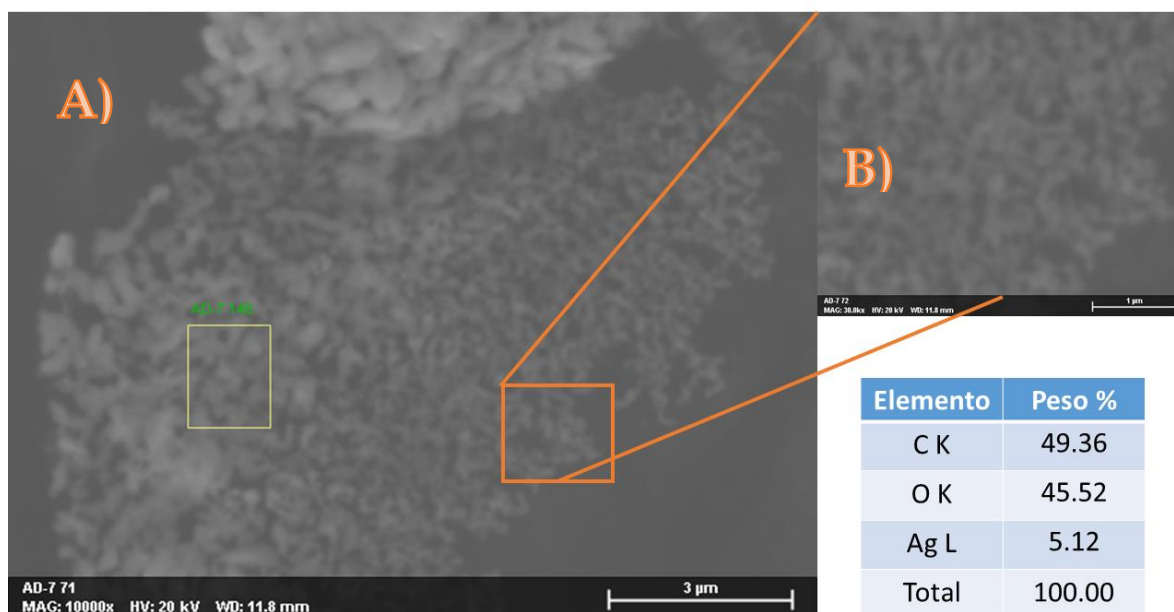 A)
B)
AD-7 71
MAG: 10000x HV: 20 kV WD: 11.8 mm
3 µm
AD-7 72
MAG: 30.0kx HV: 20 kV WD: 11.8 mm
1 µm
Elemento Peso %
C K 49.36
O K 45.52
Ag L 5.12
Total 100.00